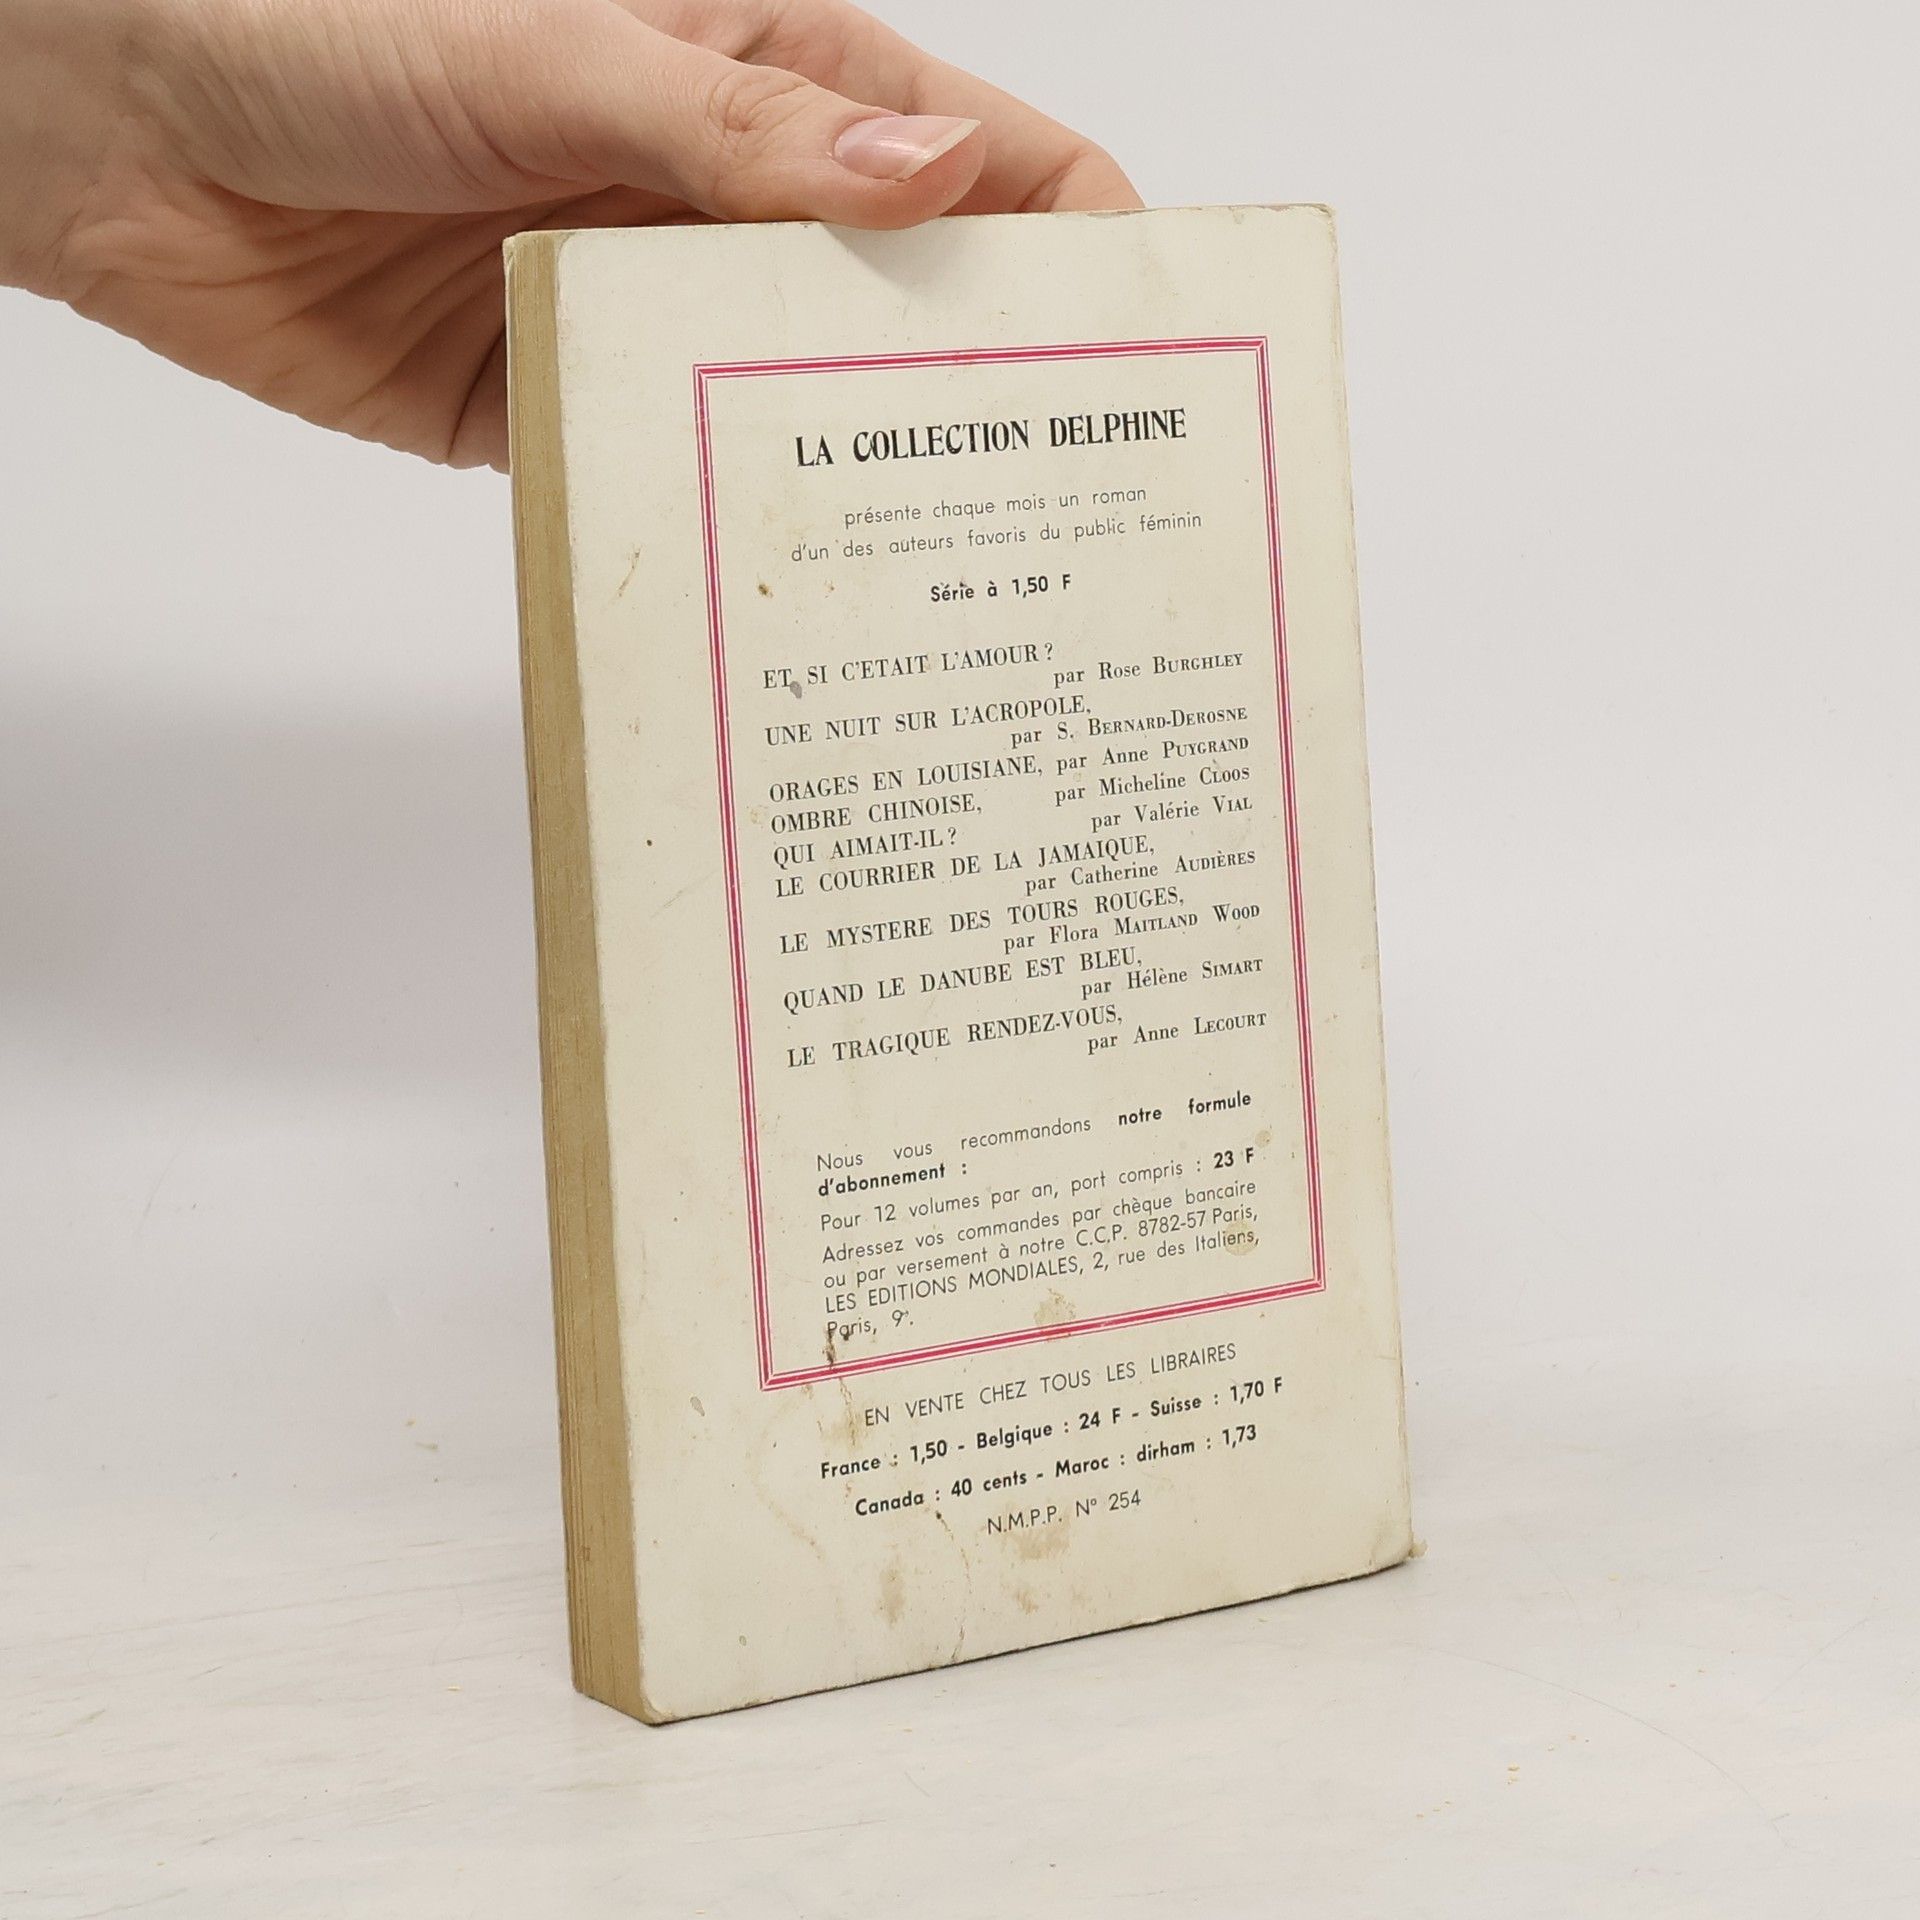 LA COLLECTION DELPHINE
présente chaque mois un roman
d'un des auteurs favoris du public féminin
Série à 1,50 F
ET SI C'ETAIT L'AMOUR ?
par Rose BURGHLEY
UNE NUIT SUR L'ACROPOLE,
par S. BERNARD-DEROSNE
ORAGES EN LOUISIANE, par Anne PUYGRAND
OMBRE CHINOISE, par Micheline CLOOS
QUI AIMAIT-IL ? par Valérie VIAL
LE COURRIER DE LA JAMAIQUE,
par Catherine AUDIÈRES
LE MYSTERE DES TOURS ROUGES,
par Flora MAITLAND WOOD
QUAND LE DANUBE EST BLEU,
par Hélène SIMART
LE TRAGIQUE RENDEZ-VOUS,
par Anne LECOURT
Nous vous recommandons notre formule
d'abonnement :
Pour 12 volumes par an, port compris : 23 F
Adressez vos commandes par chèque bancaire
ou par versement à notre C.C.P. 8782-57 Paris,
LES EDITIONS MONDIALES, 2, rue des Italiens,
Paris, 9e.
EN VENTE CHEZ TOUS LES LIBRAIRES
France : 1,50 - Belgique : 24 F - Suisse : 1,70 F
Canada : 40 cents - Maroc : dirham : 1,73
N.M.P.P. N° 254